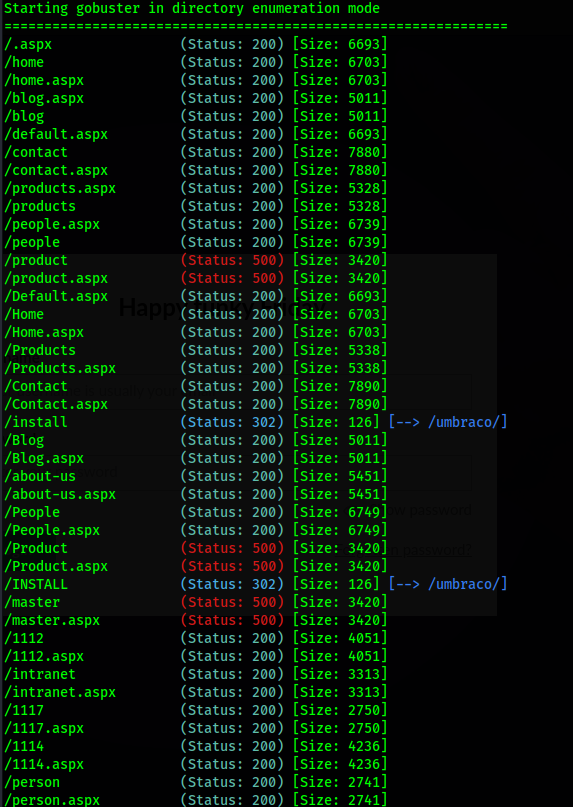 Starting gobuster in directory enumeration mode
===============================================================
/.aspx (Status: 200) [Size: 6693]
/home (Status: 200) [Size: 6703]
/home.aspx (Status: 200) [Size: 6703]
/blog.aspx (Status: 200) [Size: 5011]
/blog (Status: 200) [Size: 5011]
/default.aspx (Status: 200) [Size: 6693]
/contact (Status: 200) [Size: 7880]
/contact.aspx (Status: 200) [Size: 7880]
/products.aspx (Status: 200) [Size: 5328]
/products (Status: 200) [Size: 5328]
/people.aspx (Status: 200) [Size: 6739]
/people (Status: 200) [Size: 6739]
/product (Status: 500) [Size: 3420]
/product.aspx (Status: 500) [Size: 3420]
/Default.aspx (Status: 200) [Size: 6693]
/Home (Status: 200) [Size: 6703]
/Home.aspx (Status: 200) [Size: 6703]
/Products (Status: 200) [Size: 5338]
/Products.aspx (Status: 200) [Size: 5338]
/Contact (Status: 200) [Size: 7890]
/Contact.aspx (Status: 200) [Size: 7890]
/install (Status: 302) [Size: 126] [--> /umbraco/]
/Blog (Status: 200) [Size: 5011]
/Blog.aspx (Status: 200) [Size: 5011]
/about-us (Status: 200) [Size: 5451]
/about-us.aspx (Status: 200) [Size: 5451]
/People (Status: 200) [Size: 6749]
/People.aspx (Status: 200) [Size: 6749]
/Product (Status: 500) [Size: 3420]
/Product.aspx (Status: 500) [Size: 3420]
/INSTALL (Status: 302) [Size: 126] [--> /umbraco/]
/master (Status: 500) [Size: 3420]
/master.aspx (Status: 500) [Size: 3420]
/1112 (Status: 200) [Size: 4051]
/1112.aspx (Status: 200) [Size: 4051]
/intranet (Status: 200) [Size: 3313]
/intranet.aspx (Status: 200) [Size: 3313]
/1117 (Status: 200) [Size: 2750]
/1117.aspx (Status: 200) [Size: 2750]
/1114 (Status: 200) [Size: 4236]
/1114.aspx (Status: 200) [Size: 4236]
/person (Status: 200) [Size: 2741]
/person.aspx (Status: 200) [Size: 2741]